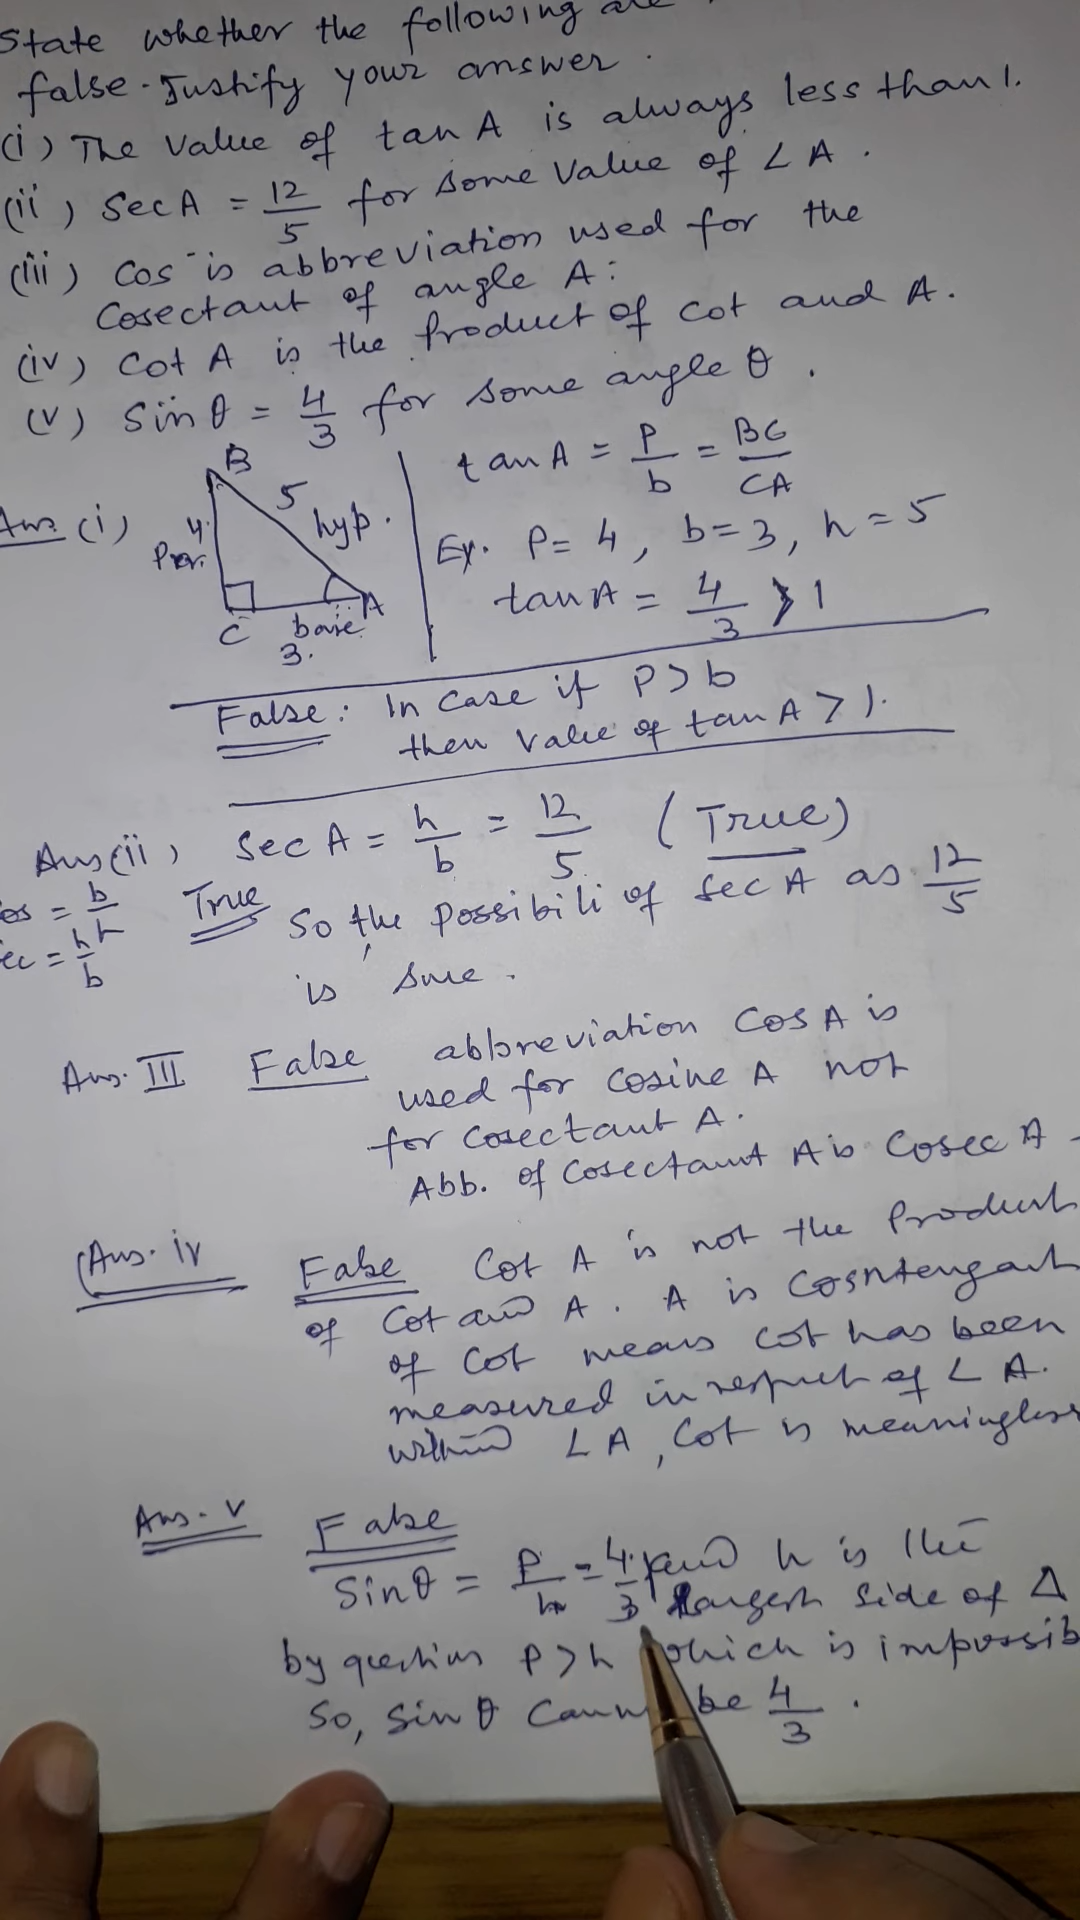 State whether the following are
false. Justify your answer.
(i) The value of tan A is always less than 1.
(ii) Sec A = 12/5 for some value of ∠A.
(iii) Cos is abbreviation used for the
Cosectant of angle A:
(iv) Cot A is the product of cot and A.
(v) Sin θ = 4/3 for some angle θ.
Ans (i)
B
4
Per.
5
hyp.
C
base
3.
A
tan A = P/b = BC/CA
Ex. P = 4, b = 3, h = 5
tan A = 4/3 > 1
False: In case if P > b
then value of tan A > 1.
Ans (ii) Sec A = h/b = 12/5 (True)
os = b/h
ec = h/b
True So the possibili of sec A as 12/5
is sure.
Ans. III False abbreviation Cos A is
used for cosine A not
for cosectant A.
Abb. of Cosectant A is Cosec A
(Ans. iv False Cot A is not the product
of cot and A. A is
of cot means cot has been
measured in respect of ∠A.
∠A, Cot is meaningless
Ans. v False
Sin θ = P/h = 4/3 and h is the
largest side of Δ
by question P > h which is impossib
So, sin θ cann be 4/3.